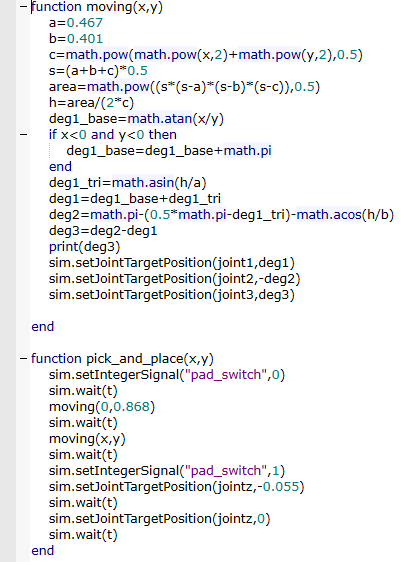 function moving(x,y)
a=0.467
b=0.401
c=math.pow(math.pow(x,2)+math.pow(y,2),0.5)
s=(a+b+c)*0.5
area=math.pow((s*(s-a)*(s-b)*(s-c)),0.5)
h=area/(2*c)
deg1_base=math.atan(x/y)
if x<0 and y<0 then
deg1_base=deg1_base+math.pi
end
deg1_tri=math.asin(h/a)
deg1=deg1_base+deg1_tri
deg2=math.pi-(0.5*math.pi-deg1_tri)-math.acos(h/b)
deg3=deg2-deg1
print(deg3)
sim.setJointTargetPosition(joint1,deg1)
sim.setJointTargetPosition(joint2,-deg2)
sim.setJointTargetPosition(joint3,deg3)
end
function pick_and_place(x,y)
sim.setIntegerSignal("pad_switch",0)
sim.wait(t)
moving(0,0.868)
sim.wait(t)
moving(x,y)
sim.wait(t)
sim.setIntegerSignal("pad_switch",1)
sim.setJointTargetPosition(jointz,-0.055)
sim.wait(t)
sim.setJointTargetPosition(jointz,0)
sim.wait(t)
end